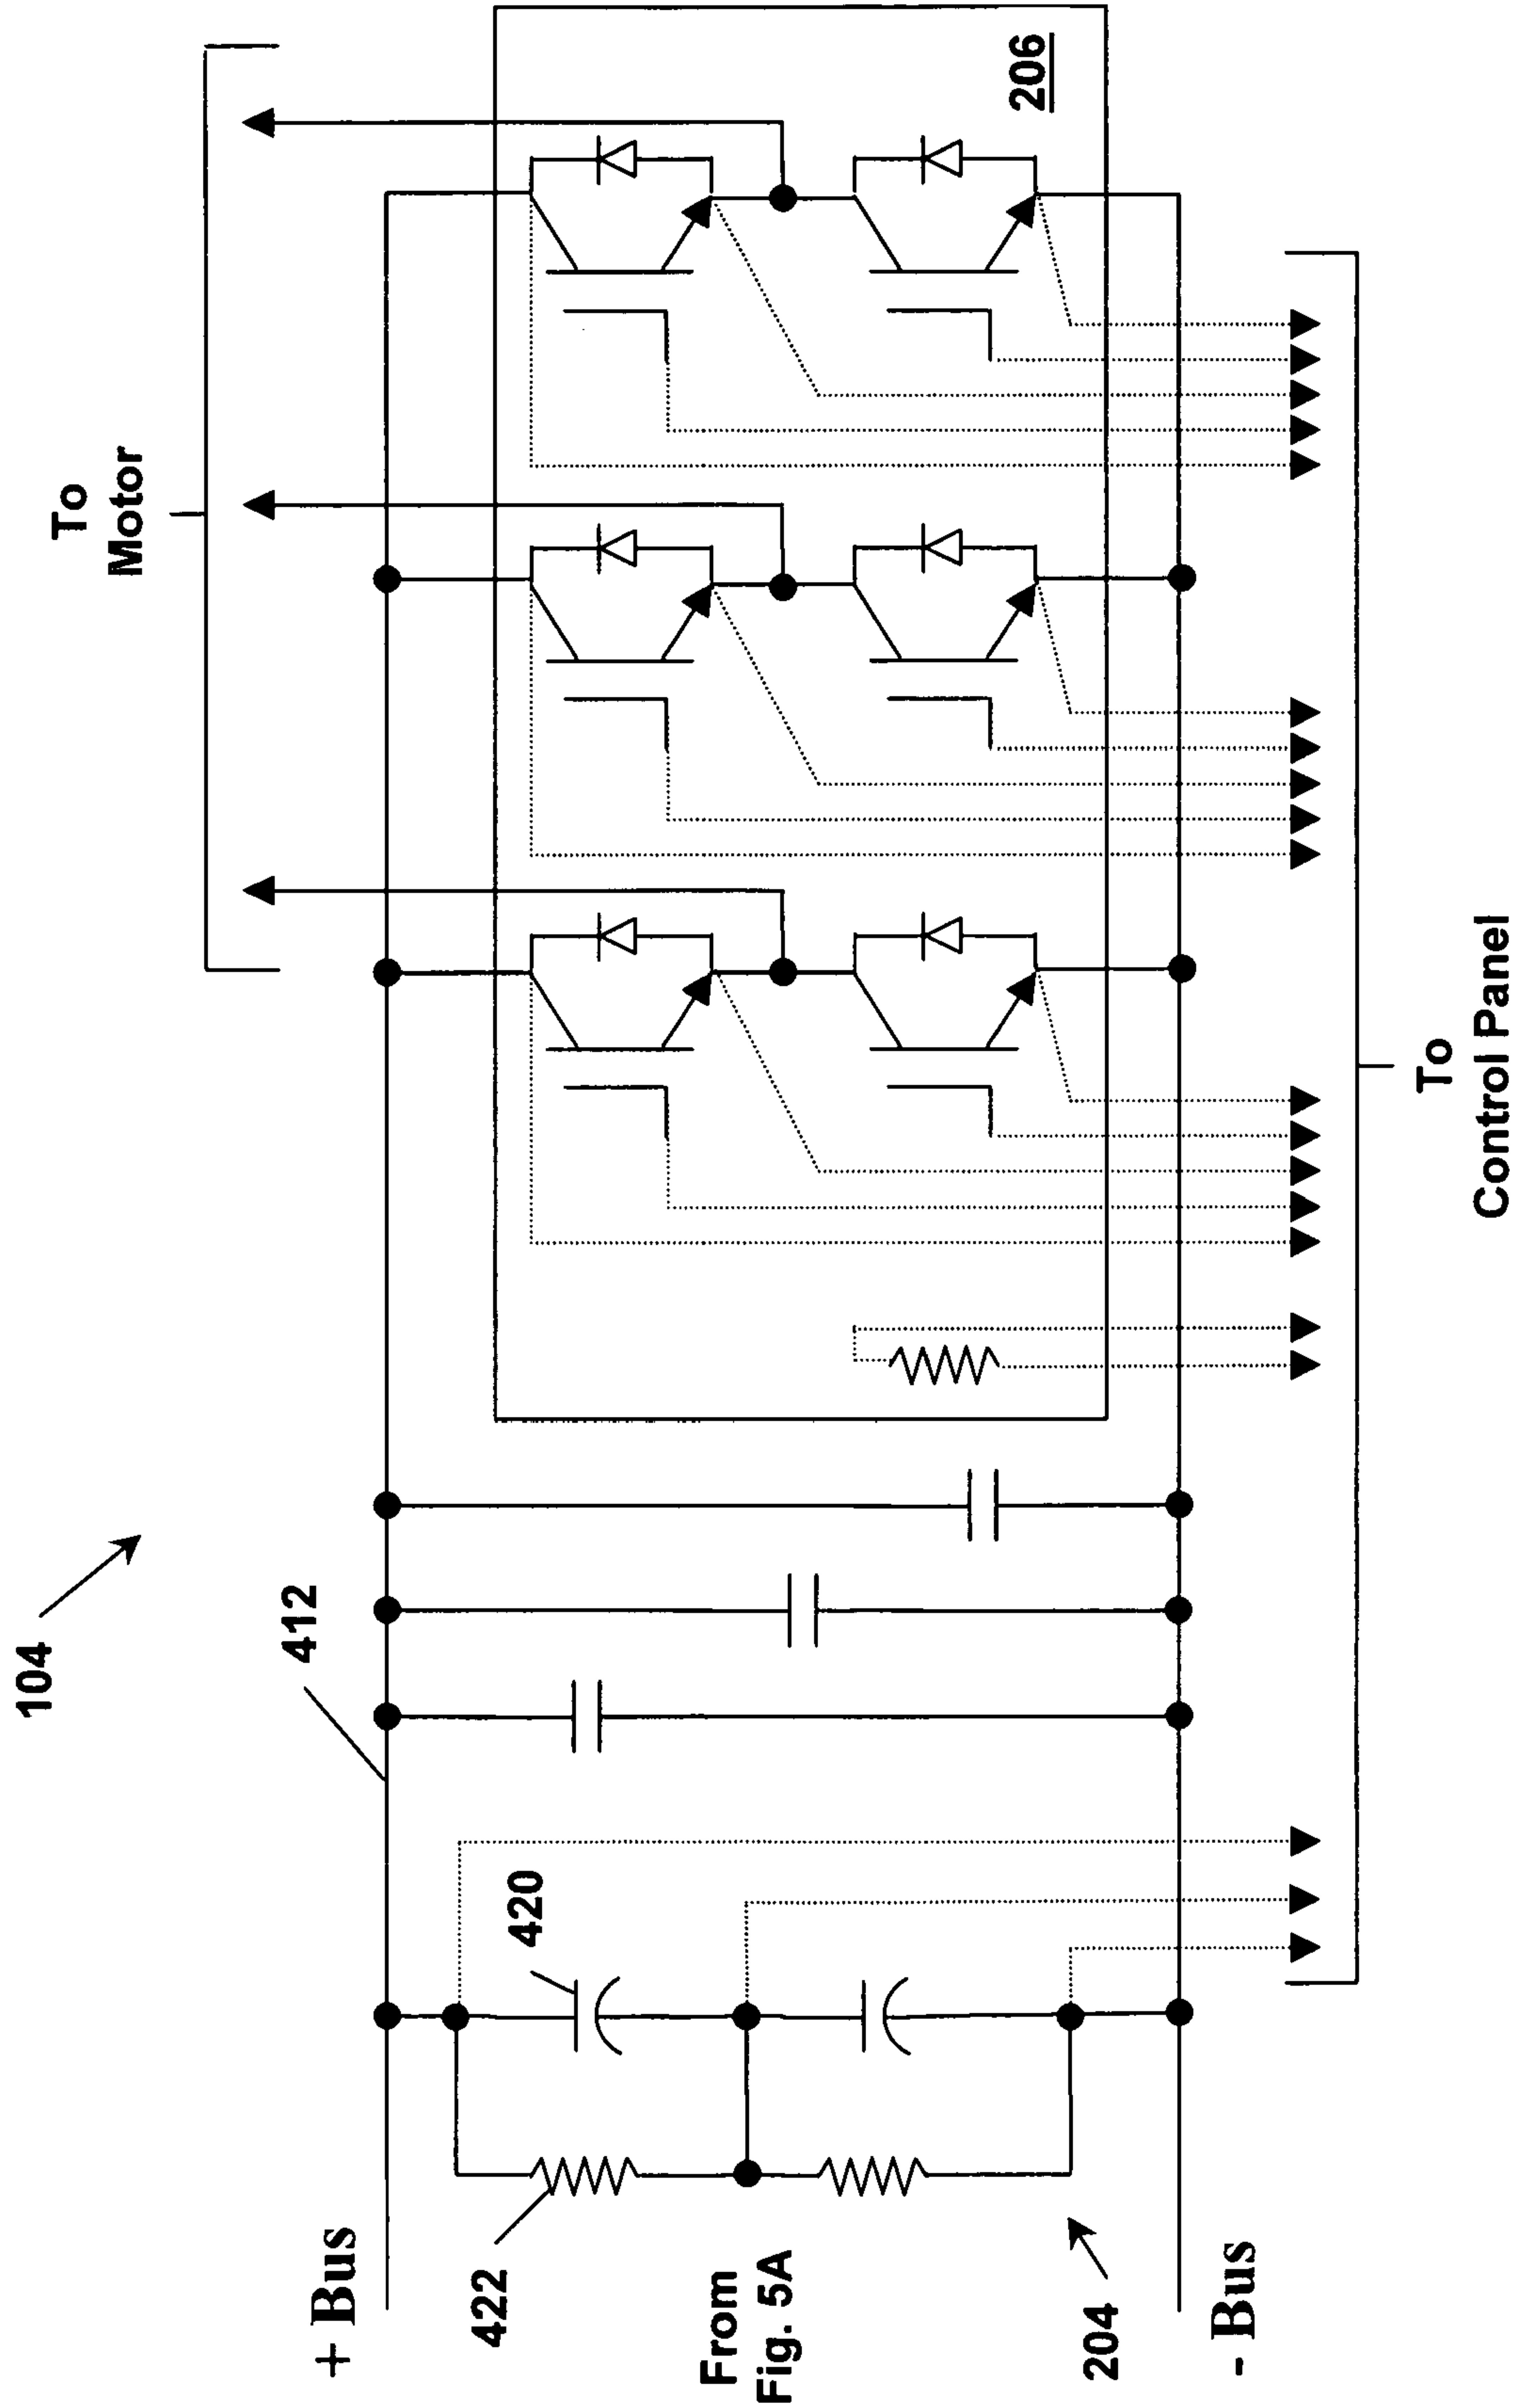 104
To
Motor
412
+ Bus
420
422
206
From
Fig. 5A
204
- Bus
To
Control Panel